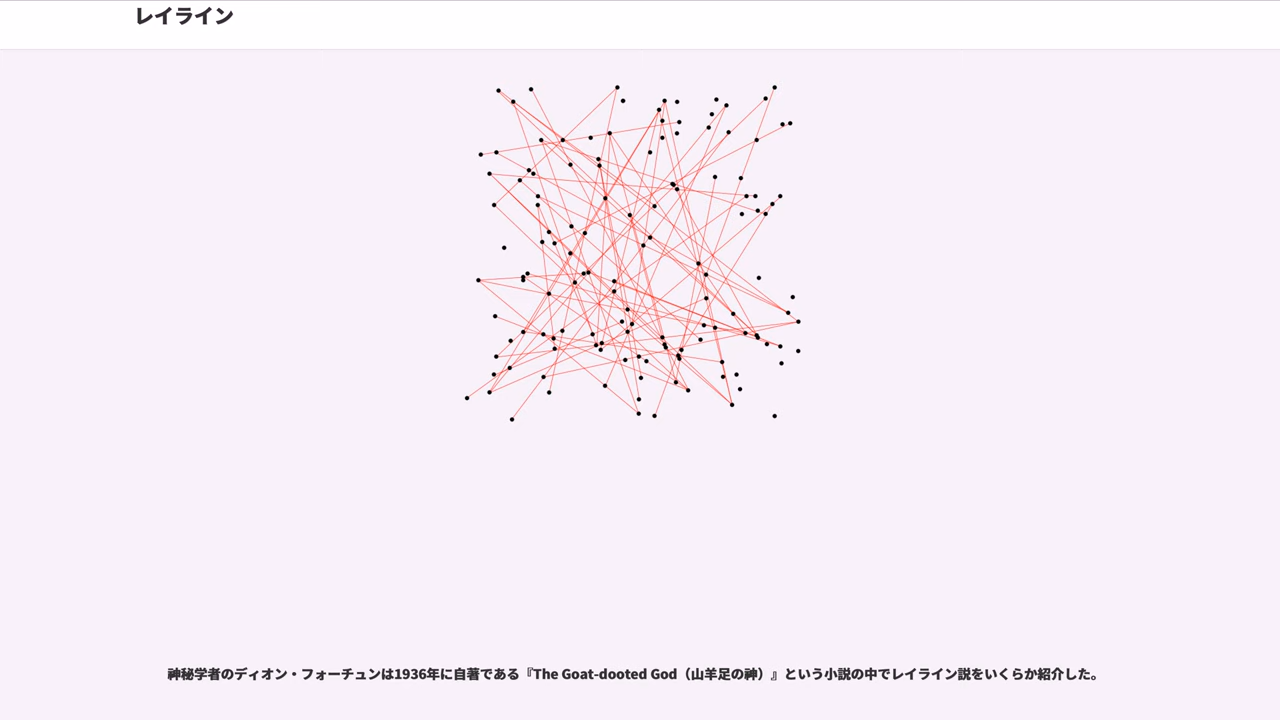 レイライン
神秘学者のディオン・フォーチュンは1936年に自著である『The Goat-dooted God（山羊足の神）』という小説の中でレイライン説をいくらか紹介した。